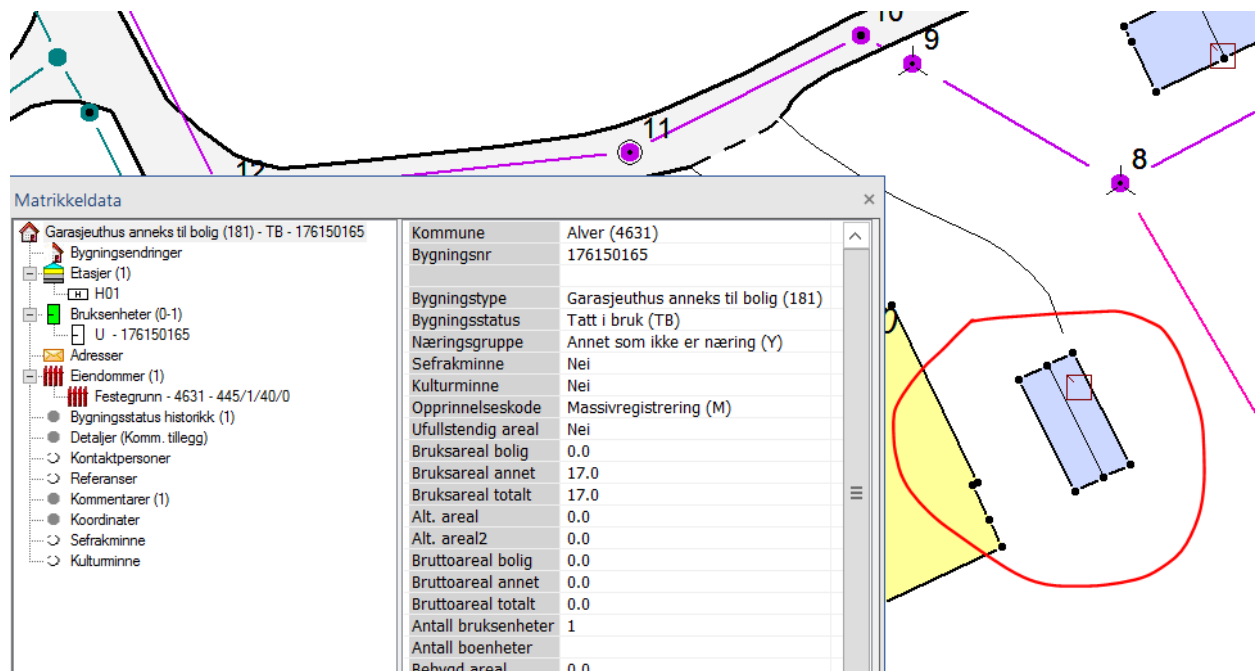 10
9
11
8
12
Matrikkeldata
Garasjeuthus anneks til bolig (181) - TB - 176150165
Bygningsendringer
Etasjer (1)
H H01
Bruksenheter (0-1)
U - 176150165
Adresser
Eiendommer (1)
Festegrunn - 4631 - 445/1/40/0
Bygningsstatus historikk (1)
Detaljer (Komm. tillegg)
Kontaktpersoner
Referanser
Kommentarer (1)
Koordinater
Sefrakminne
Kulturminne
Kommune Alver (4631)
Bygningsnr 176150165
Bygningstype Garasjeuthus anneks til bolig (181)
Bygningsstatus Tatt i bruk (TB)
Næringsgruppe Annet som ikke er næring (Y)
Sefrakminne Nei
Kulturminne Nei
Opprinnelseskode Massivregistrering (M)
Ufullstendig areal Nei
Bruksareal bolig 0.0
Bruksareal annet 17.0
Bruksareal totalt 17.0
Alt. areal 0.0
Alt. areal2 0.0
Bruttoareal bolig 0.0
Bruttoareal annet 0.0
Bruttoareal totalt 0.0
Antall bruksenheter 1
Antall boenheter
Bebygd areal 0.0